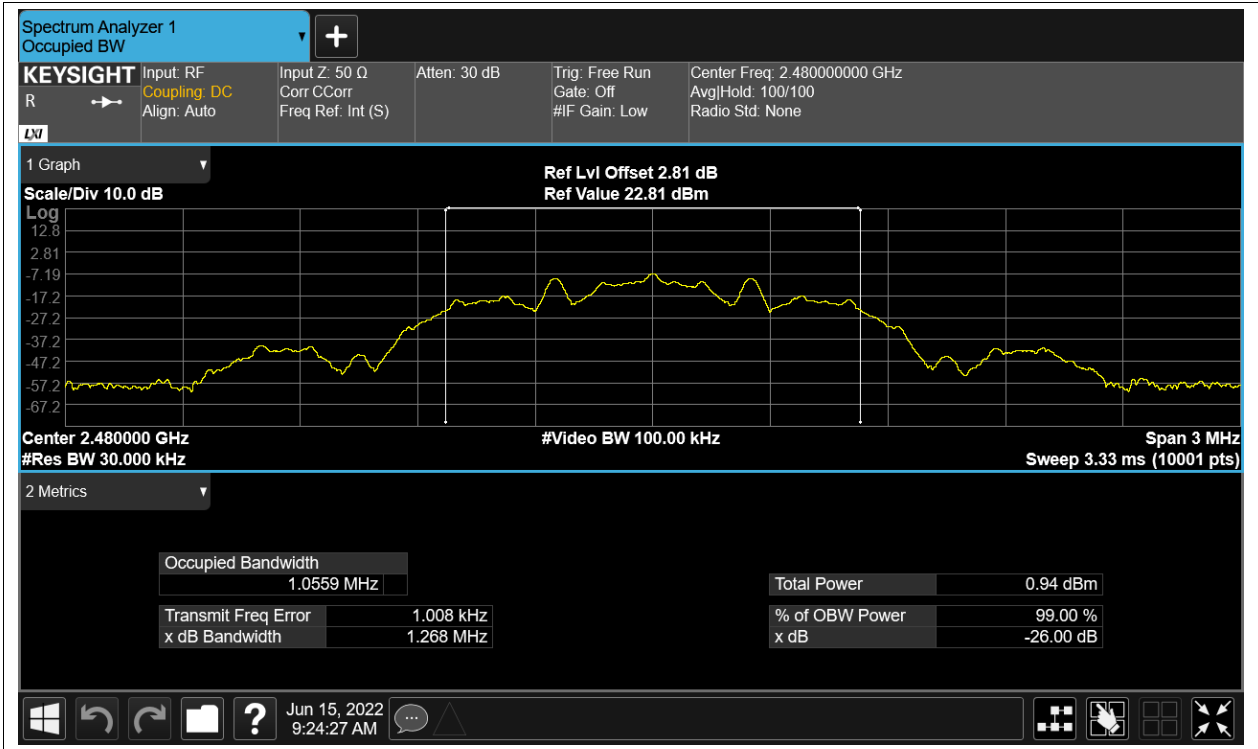 Spectrum Analyzer 1
Occupied BW
KEYSIGHT
R
LXI
Input: RF
Coupling: DC
Align: Auto
Input Z: 50 Ω
Corr CCorr
Freq Ref: Int (S)
Atten: 30 dB
Trig: Free Run
Gate: Off
#IF Gain: Low
Center Freq: 2.480000000 GHz
Avg|Hold: 100/100
Radio Std: None
1 Graph
Scale/Div 10.0 dB
Ref Lvl Offset 2.81 dB
Ref Value 22.81 dBm
Log
12.8
2.81
-7.19
-17.2
-27.2
-37.2
-47.2
-57.2
-67.2
Center 2.480000 GHz
#Res BW 30.000 kHz
#Video BW 100.00 kHz
Span 3 MHz
Sweep 3.33 ms (10001 pts)
2 Metrics
Occupied Bandwidth
1.0559 MHz
Transmit Freq Error 1.008 kHz
x dB Bandwidth 1.268 MHz
Total Power 0.94 dBm
% of OBW Power 99.00 %
x dB -26.00 dB
Jun 15, 2022
9:24:27 AM